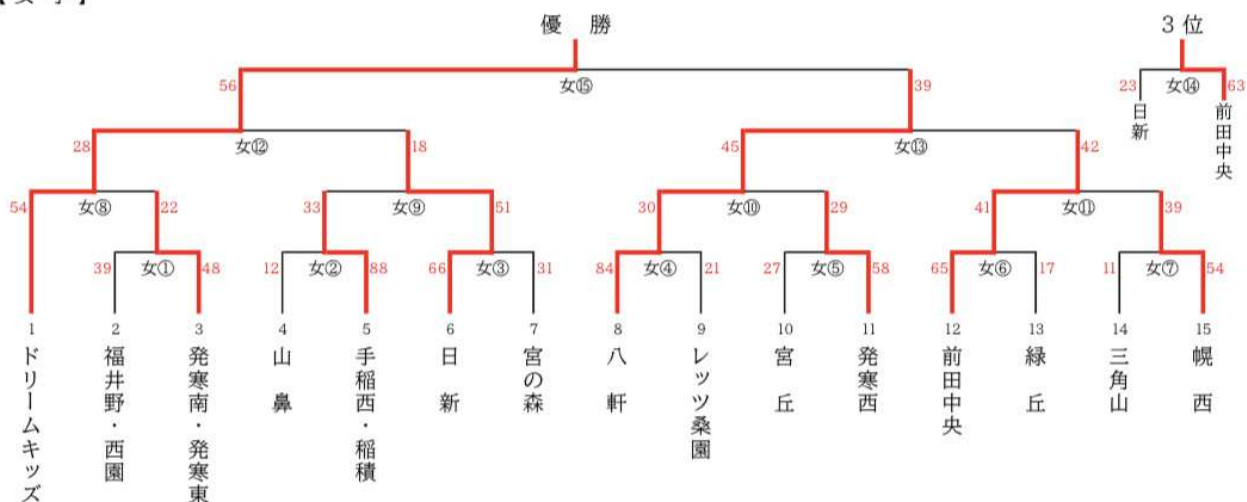 【女子】
優勝
3位
56
女⑮
39
23
女⑭
63
日新
前田中央
28
女⑫
18
45
女⑬
42
54
女⑧
22
33
女⑨
51
30
女⑩
29
41
女⑪
39
39
女①
48
12
女②
88
66
女③
31
84
女④
21
27
女⑤
58
65
女⑥
17
11
女⑦
54
1
ドリームキッズ
2
福井野・西園
3
発寒南・発寒東
4
山鼻
5
手稲西・稲積
6
日新
7
宮の森
8
八軒
9
レッツ桑園
10
宮丘
11
発寒西
12
前田中央
13
緑丘
14
三角山
15
幌西